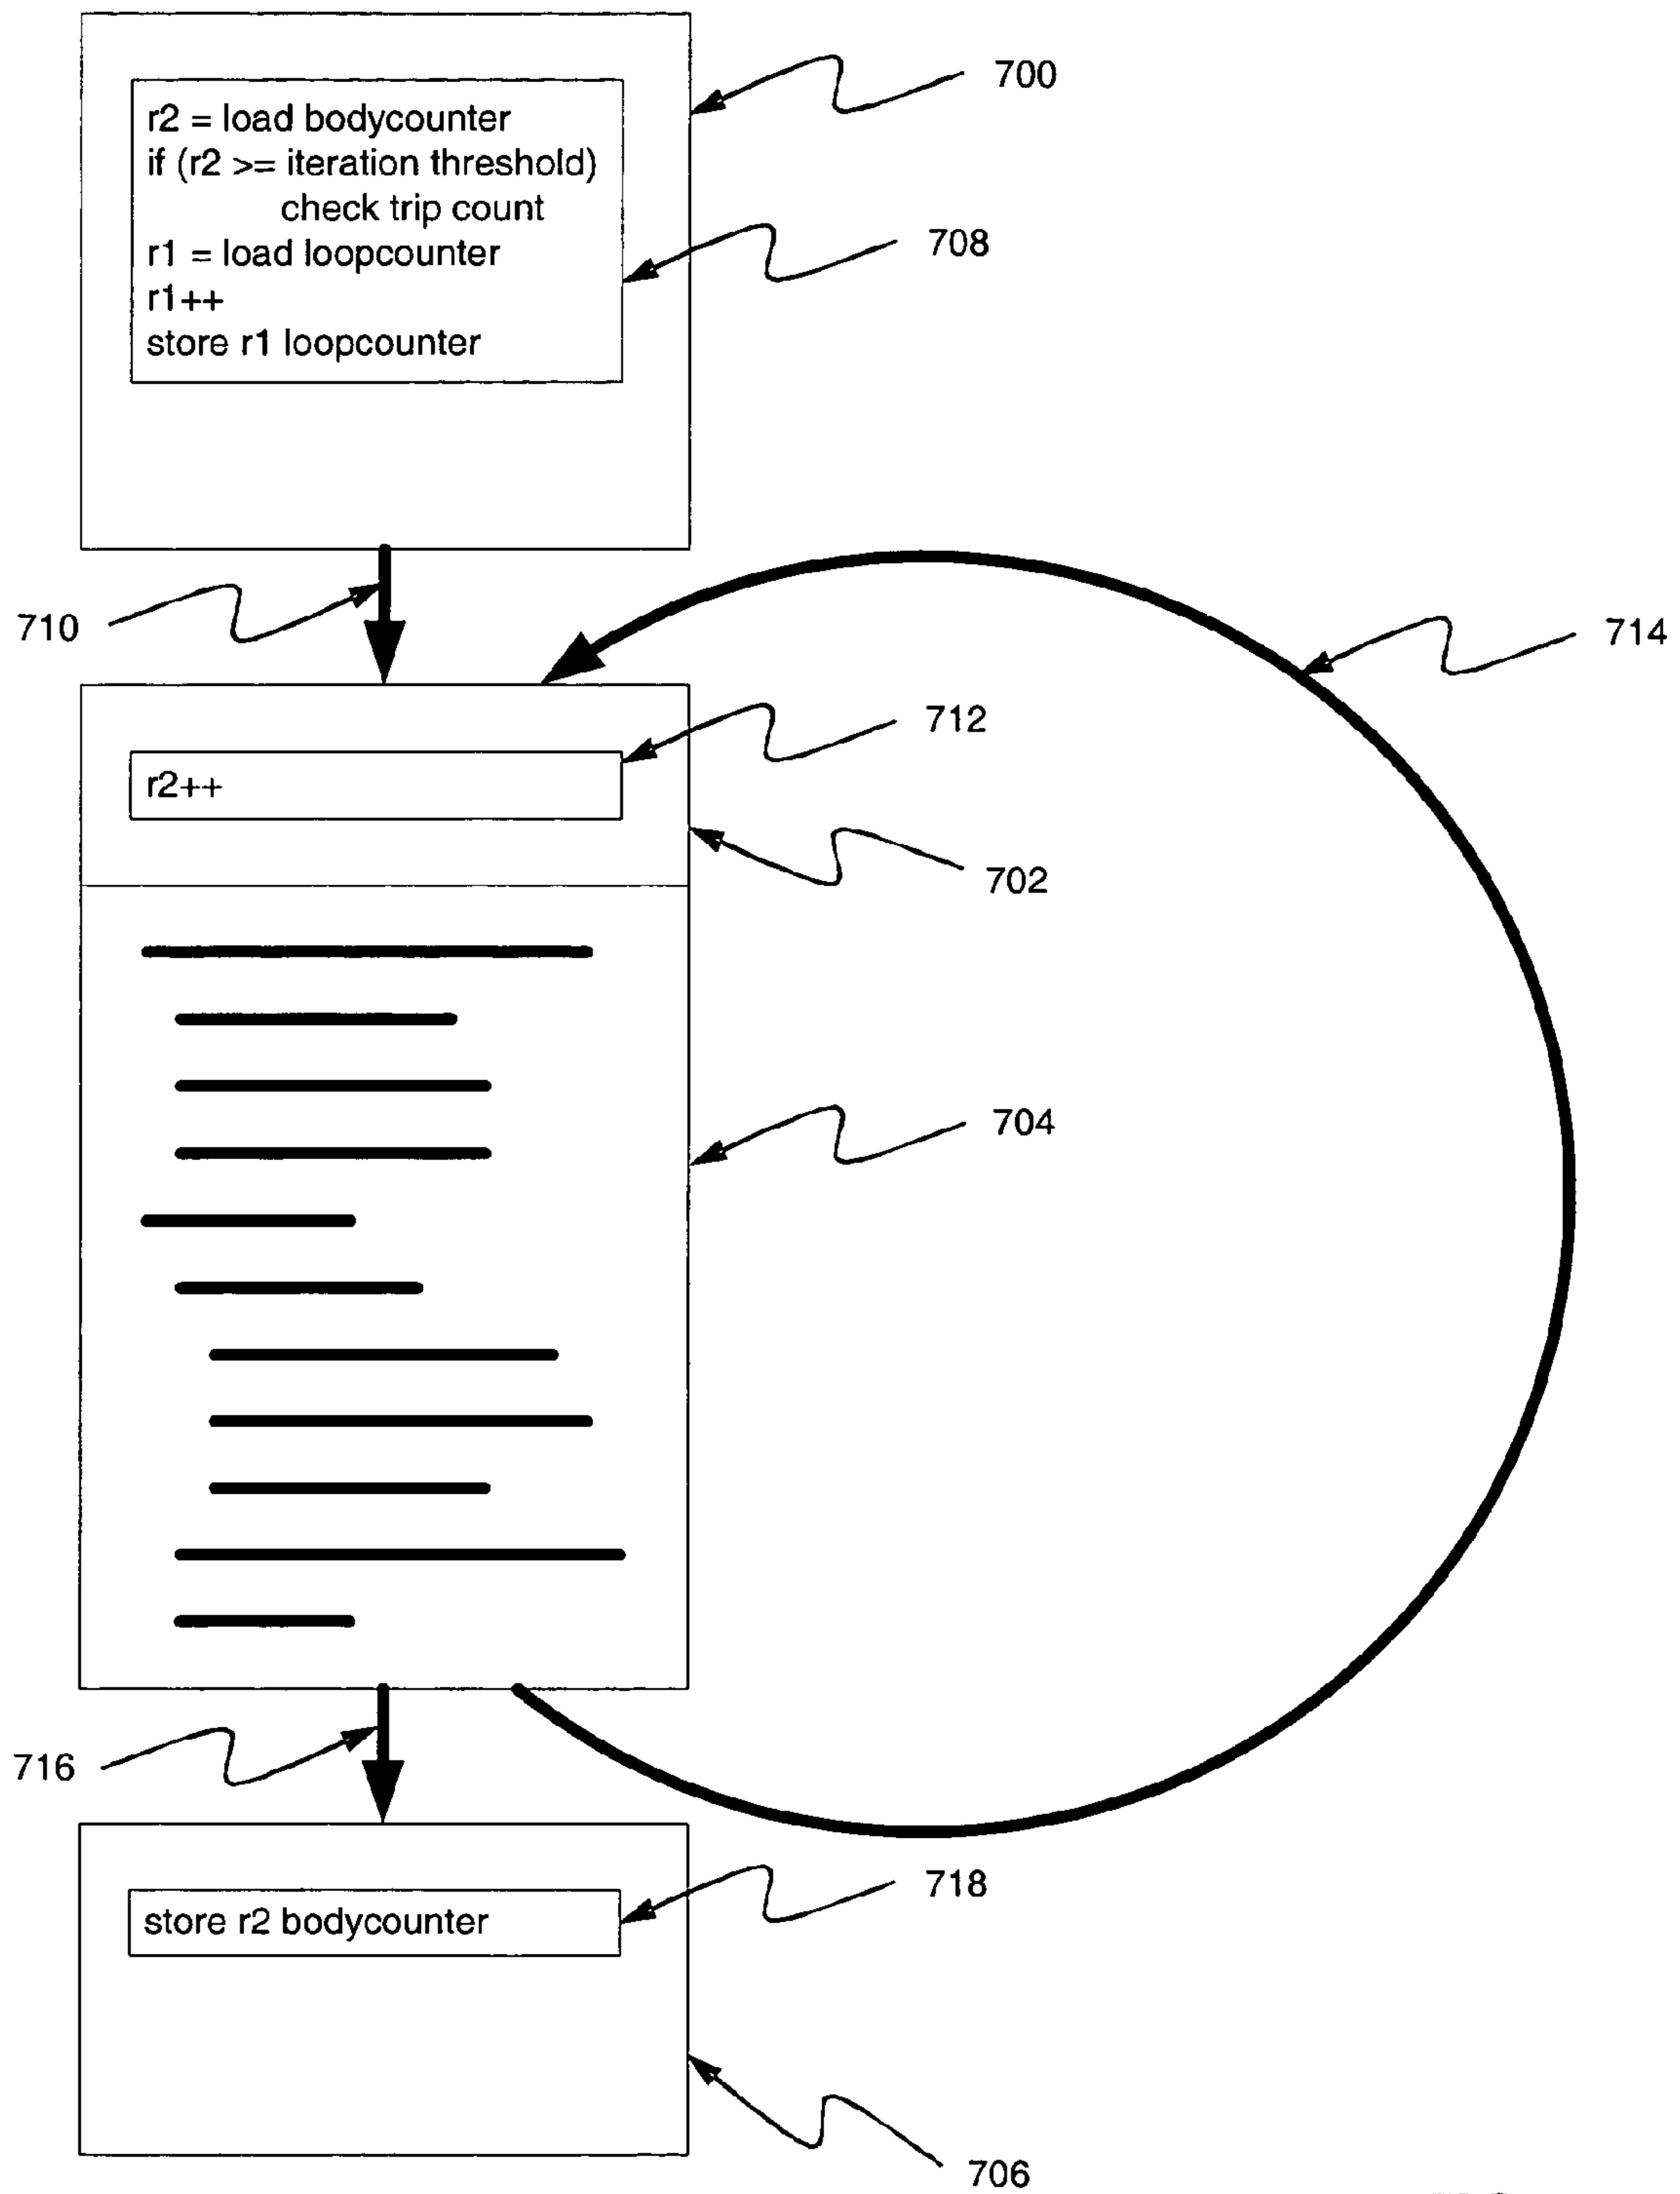 700
r2 = load bodycounter
if (r2 >= iteration threshold)
check trip count
708
r1 = load loopcounter
r1++
store r1 loopcounter
710
714
712
r2++
702
704
716
718
store r2 bodycounter
706